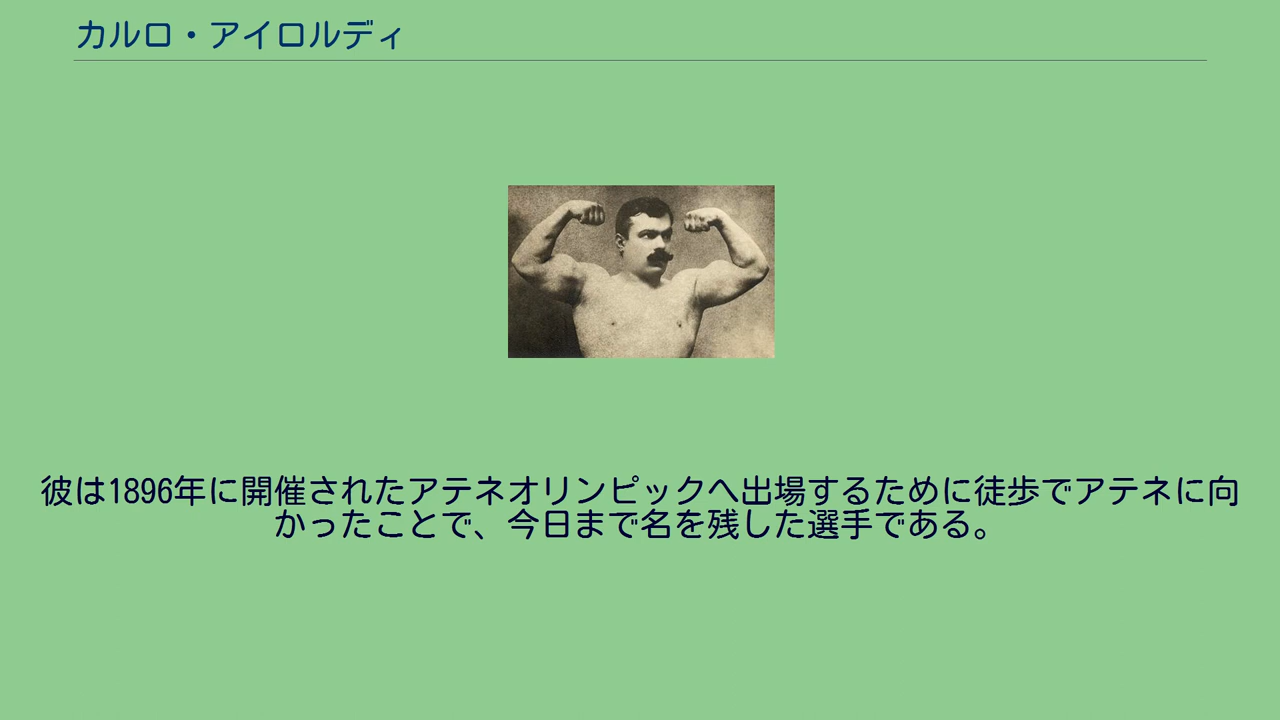 カルロ・アイロルディ
彼は1896年に開催されたアテネオリンピックへ出場するために徒歩でアテネに向
かったことで、今日まで名を残した選手である。